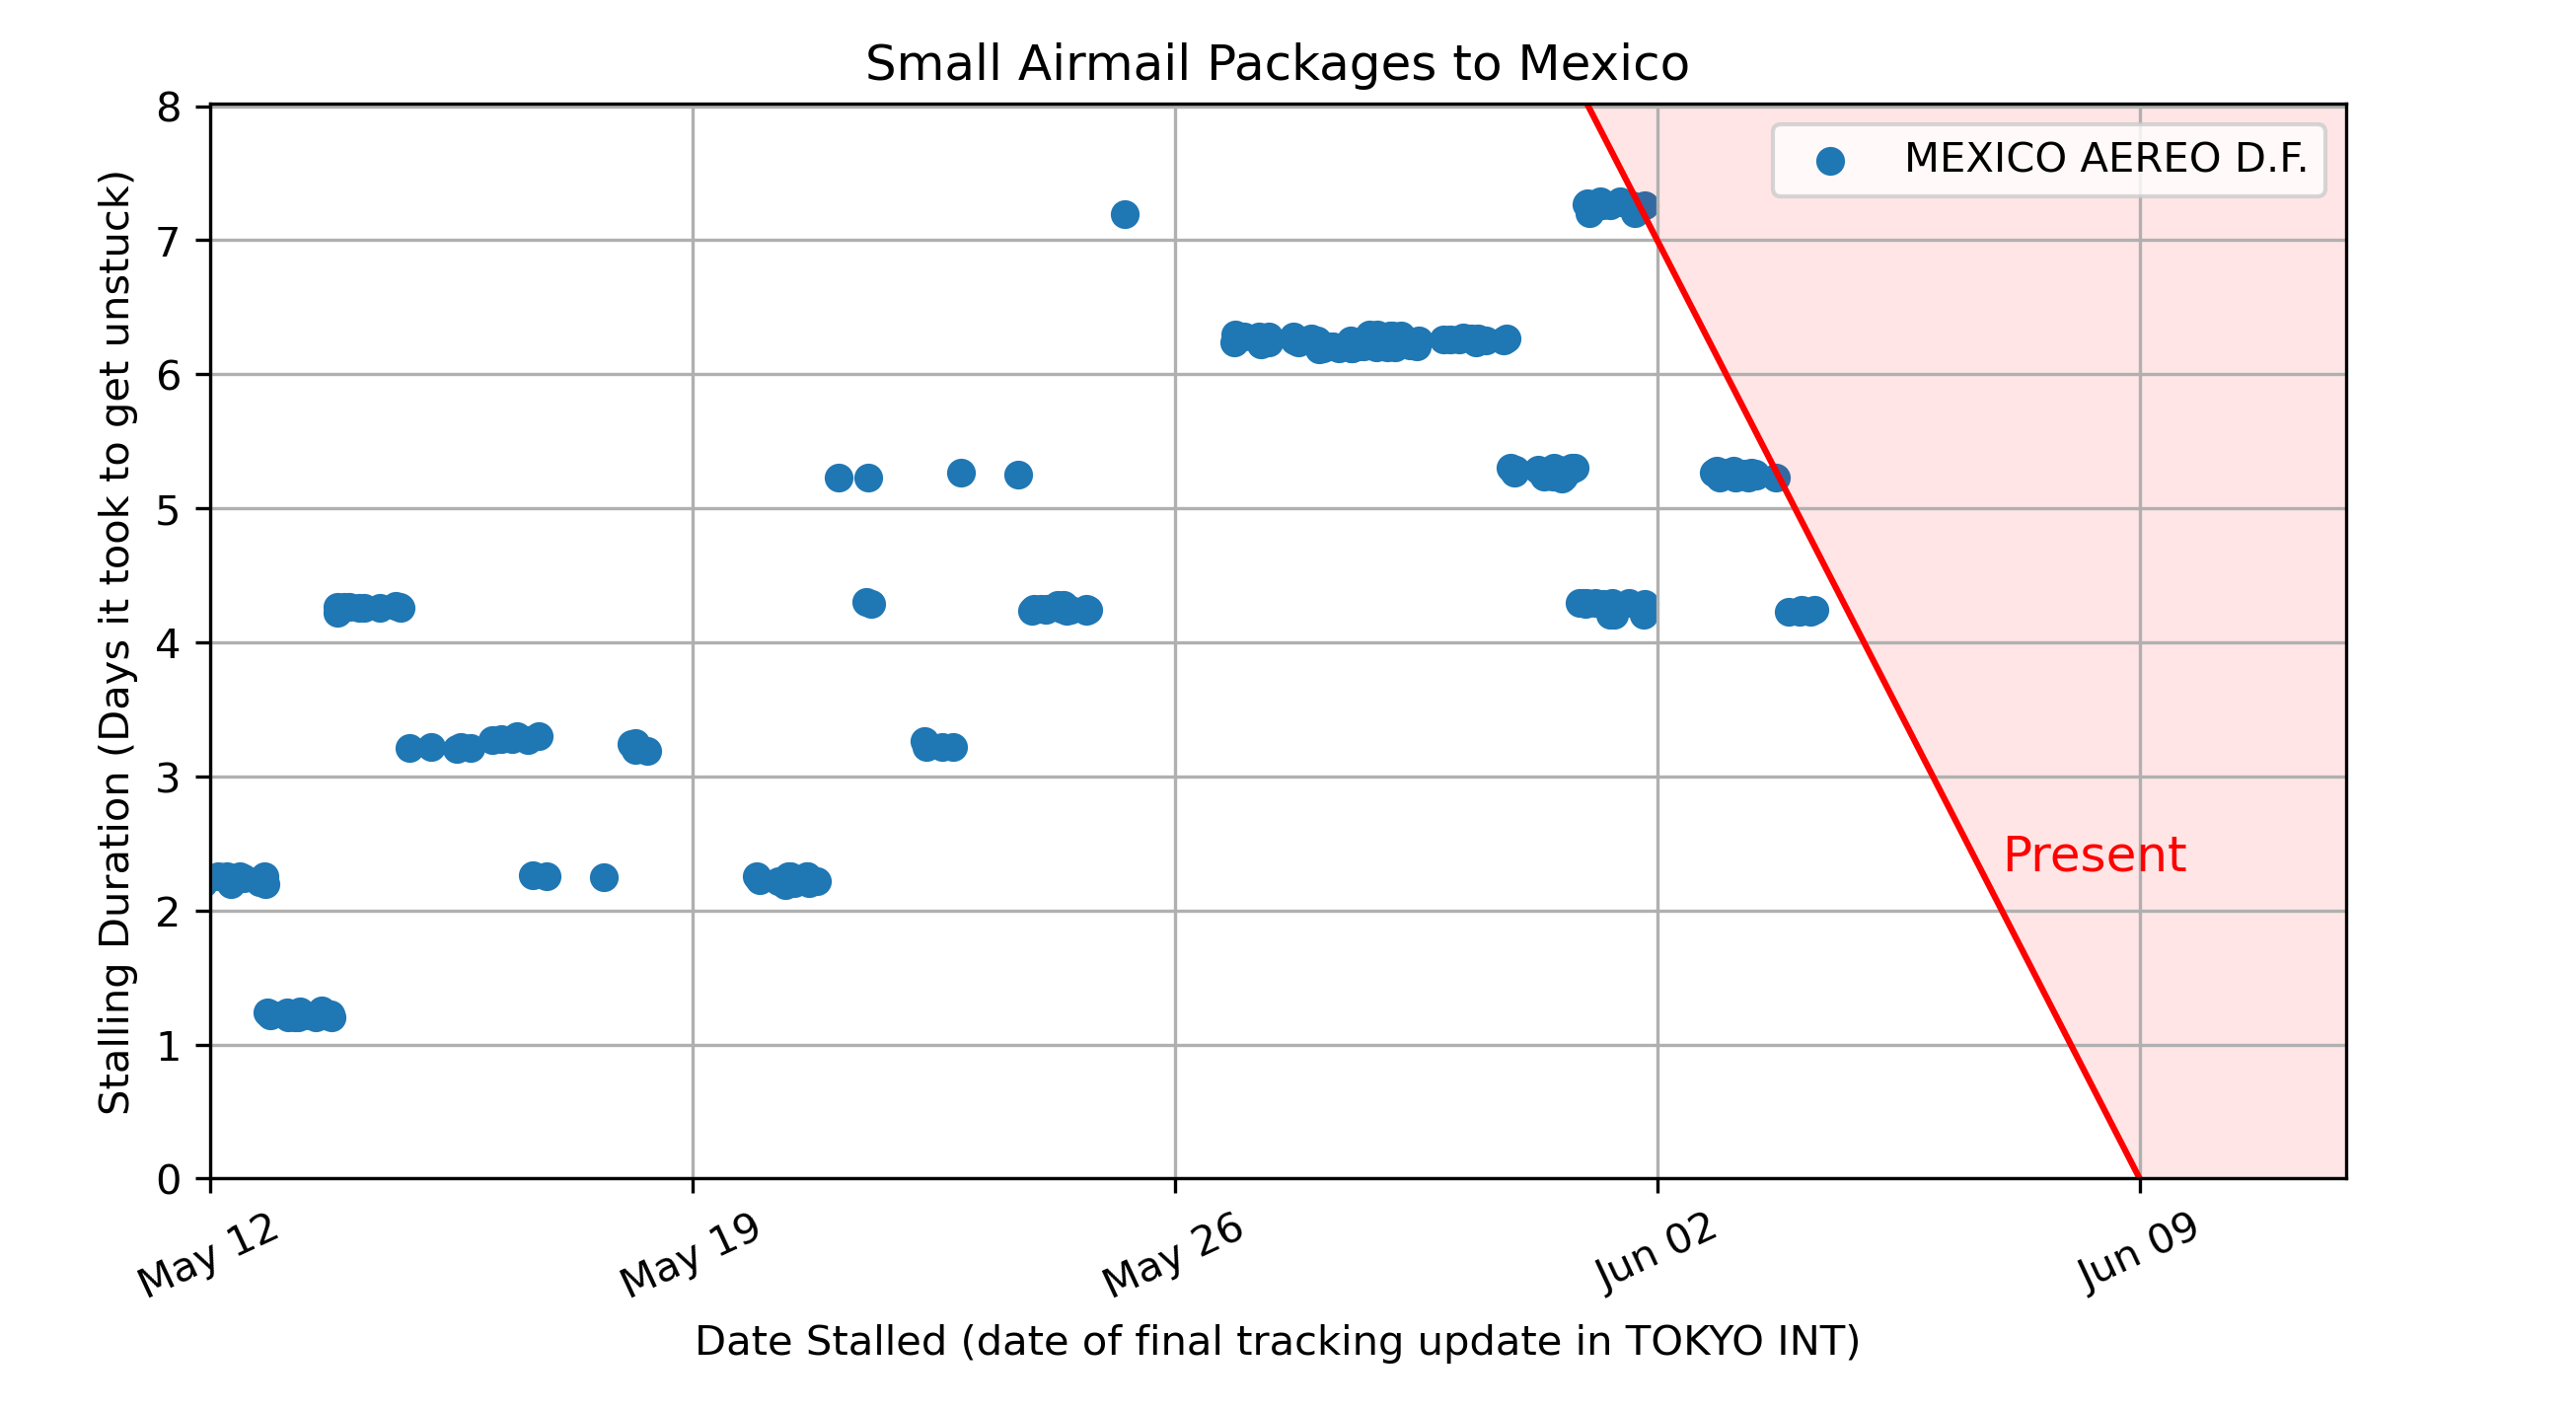 Small Airmail Packages to Mexico
Stalling Duration (Days it took to get unstuck)
8
7
6
5
4
3
2
1
0
MEXICO AEREO D.F.
Present
May 12
May 19
May 26
Jun 02
Jun 09
Date Stalled (date of final tracking update in TOKYO INT)